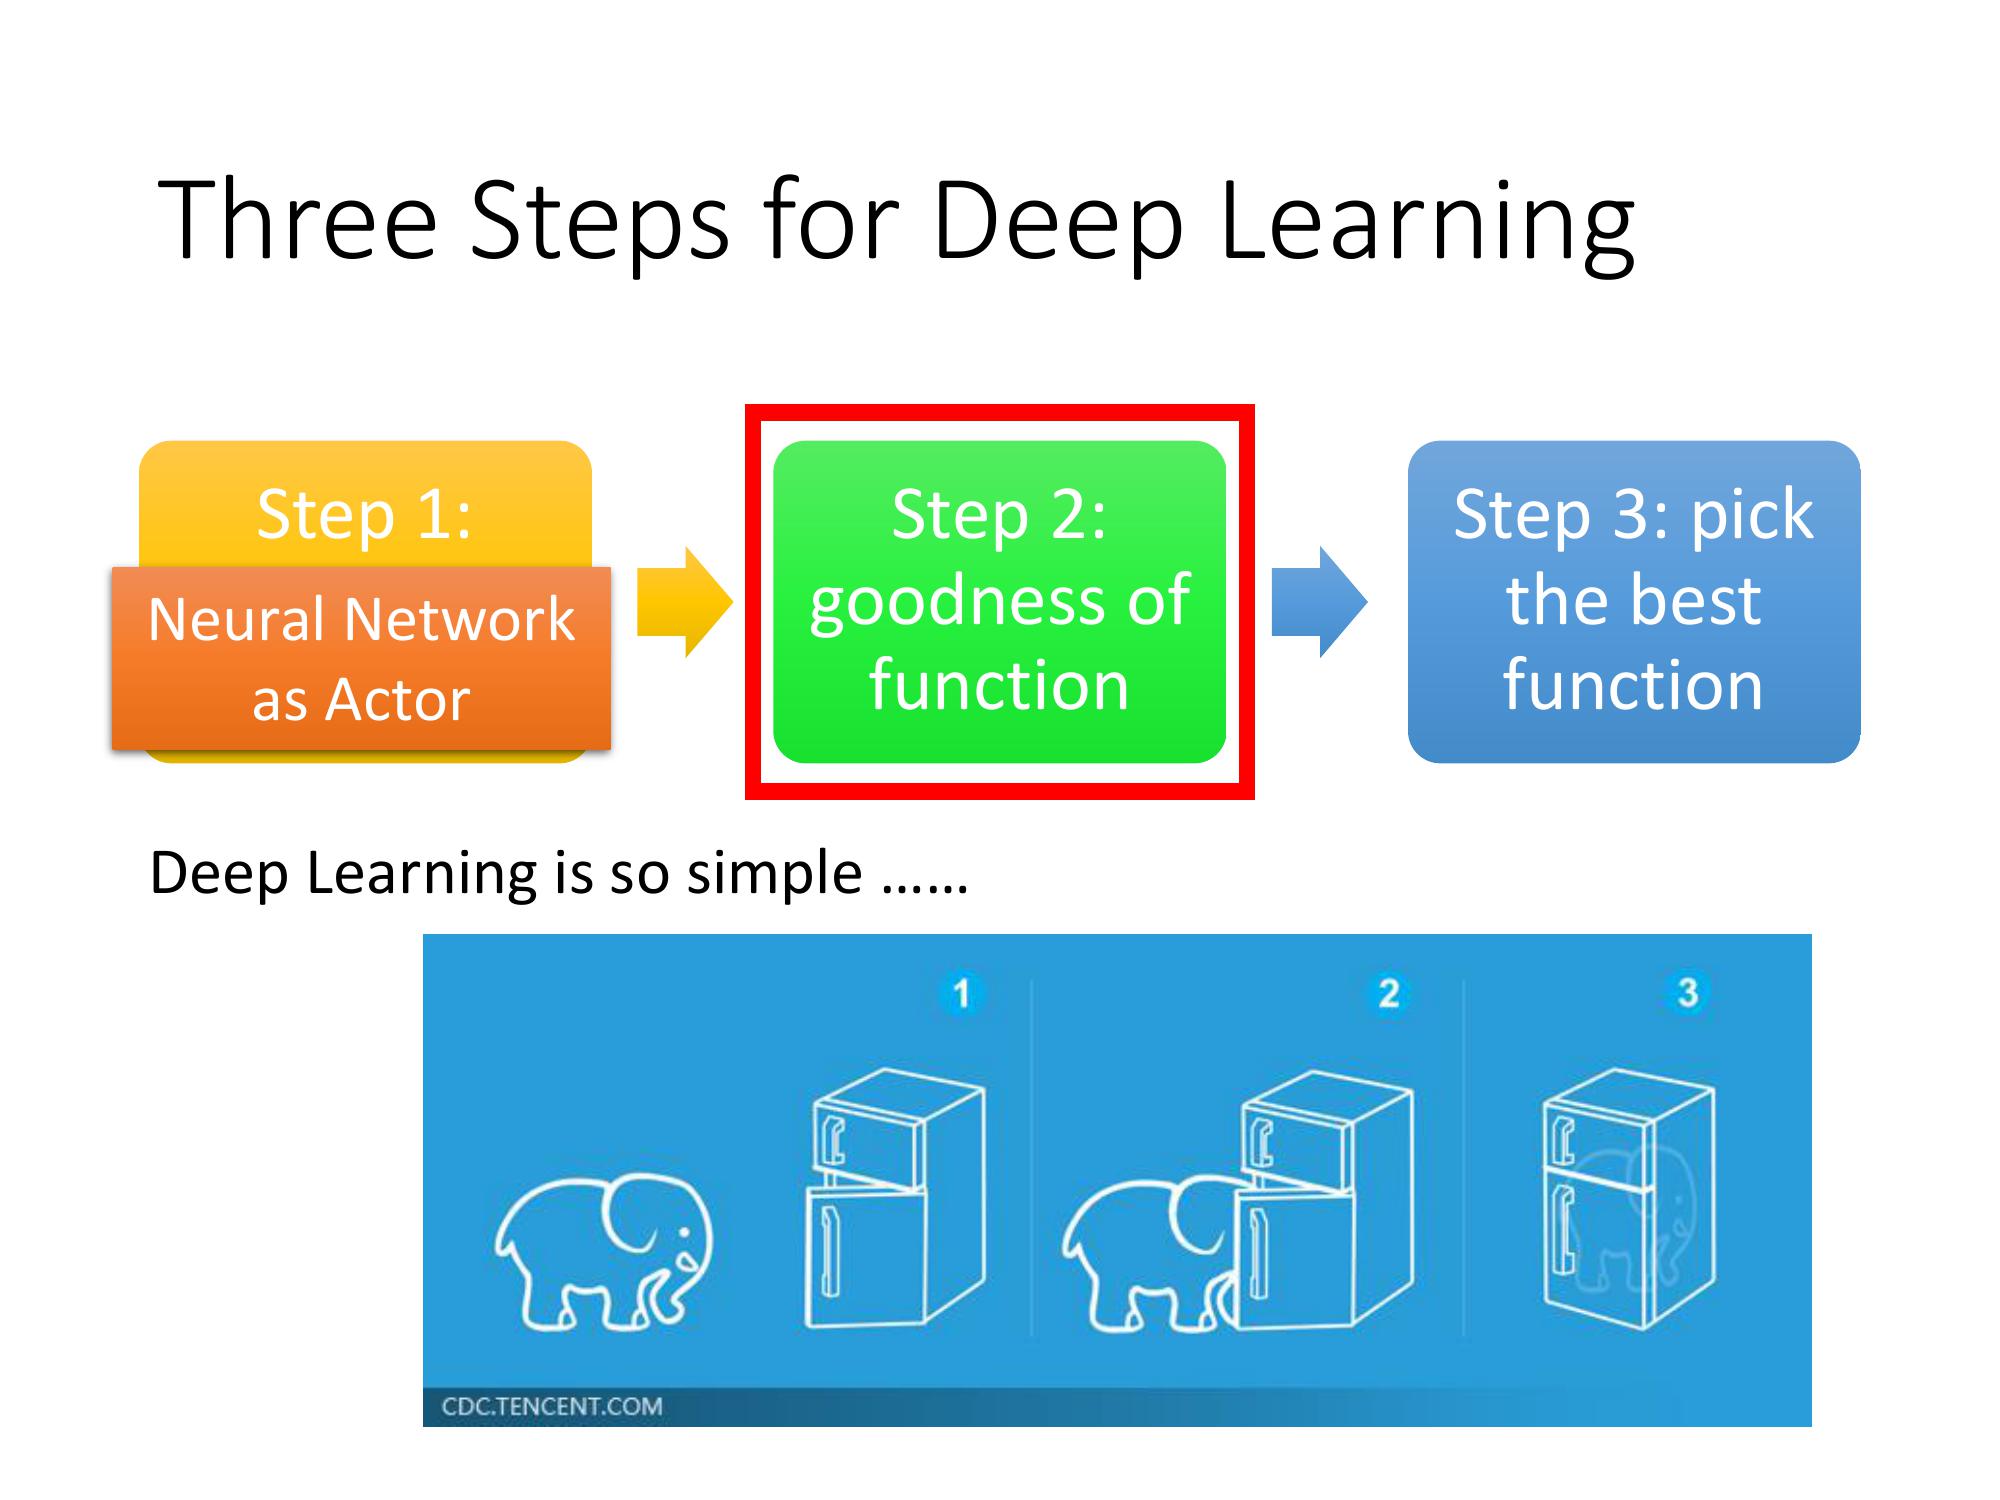 Three Steps for Deep Learning
Step 1:
Neural Network
as Actor
Step 2:
goodness of
function
Step 3: pick
the best
function
Deep Learning is so simple ……
1
2
3
CDC.TENCENT.COM